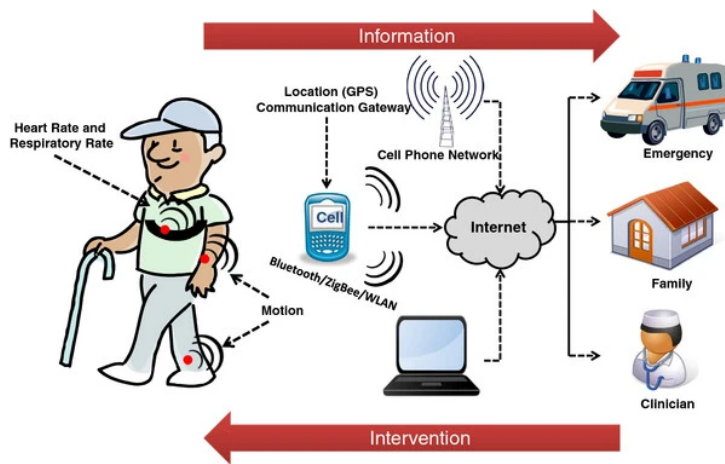 Information
Location (GPS)
Communication Gateway
Heart Rate and
Respiratory Rate
Cell Phone Network
Emergency
Cell
Internet
Bluetooth/ZigBee/WLAN
Family
Motion
Clinician
Intervention